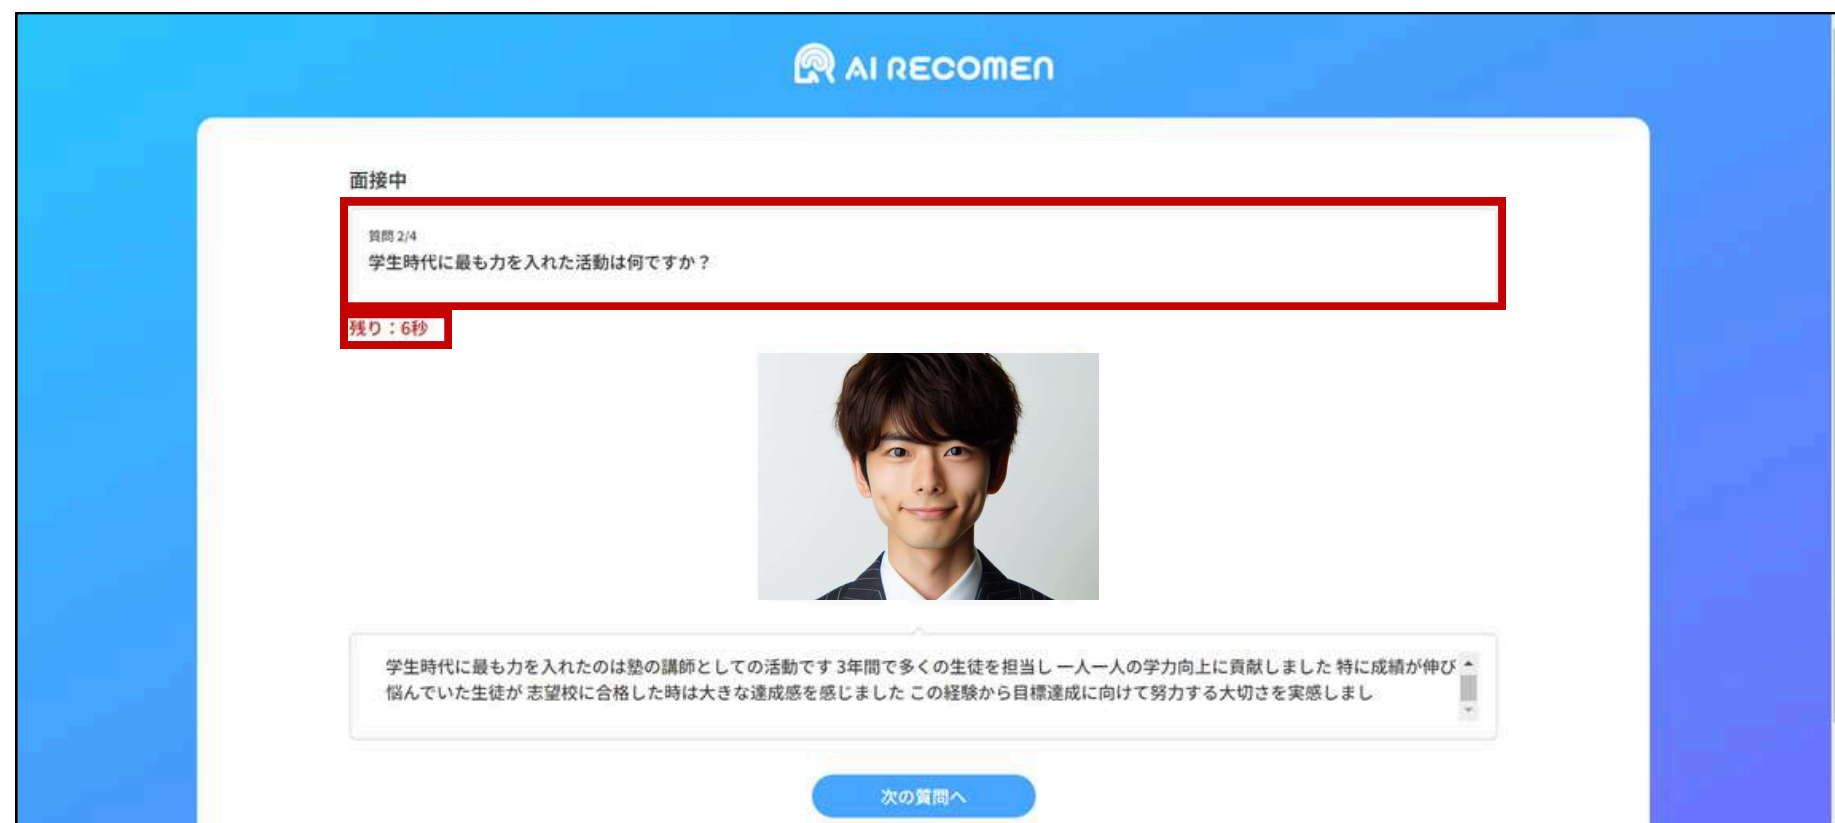 AI RECOMEN
面接中
質問 2/4
学生時代に最も力を入れた活動は何ですか？
残り：6秒
学生時代に最も力を入れたのは塾の講師としての活動です 3年間で多くの生徒を担当し 一人一人の学力向上に貢献しました 特に成績が伸び
悩んでいた生徒が 志望校に合格した時は大きな達成感を感じました この経験から目標達成に向けて努力する大切さを実感しまし
次の質問へ